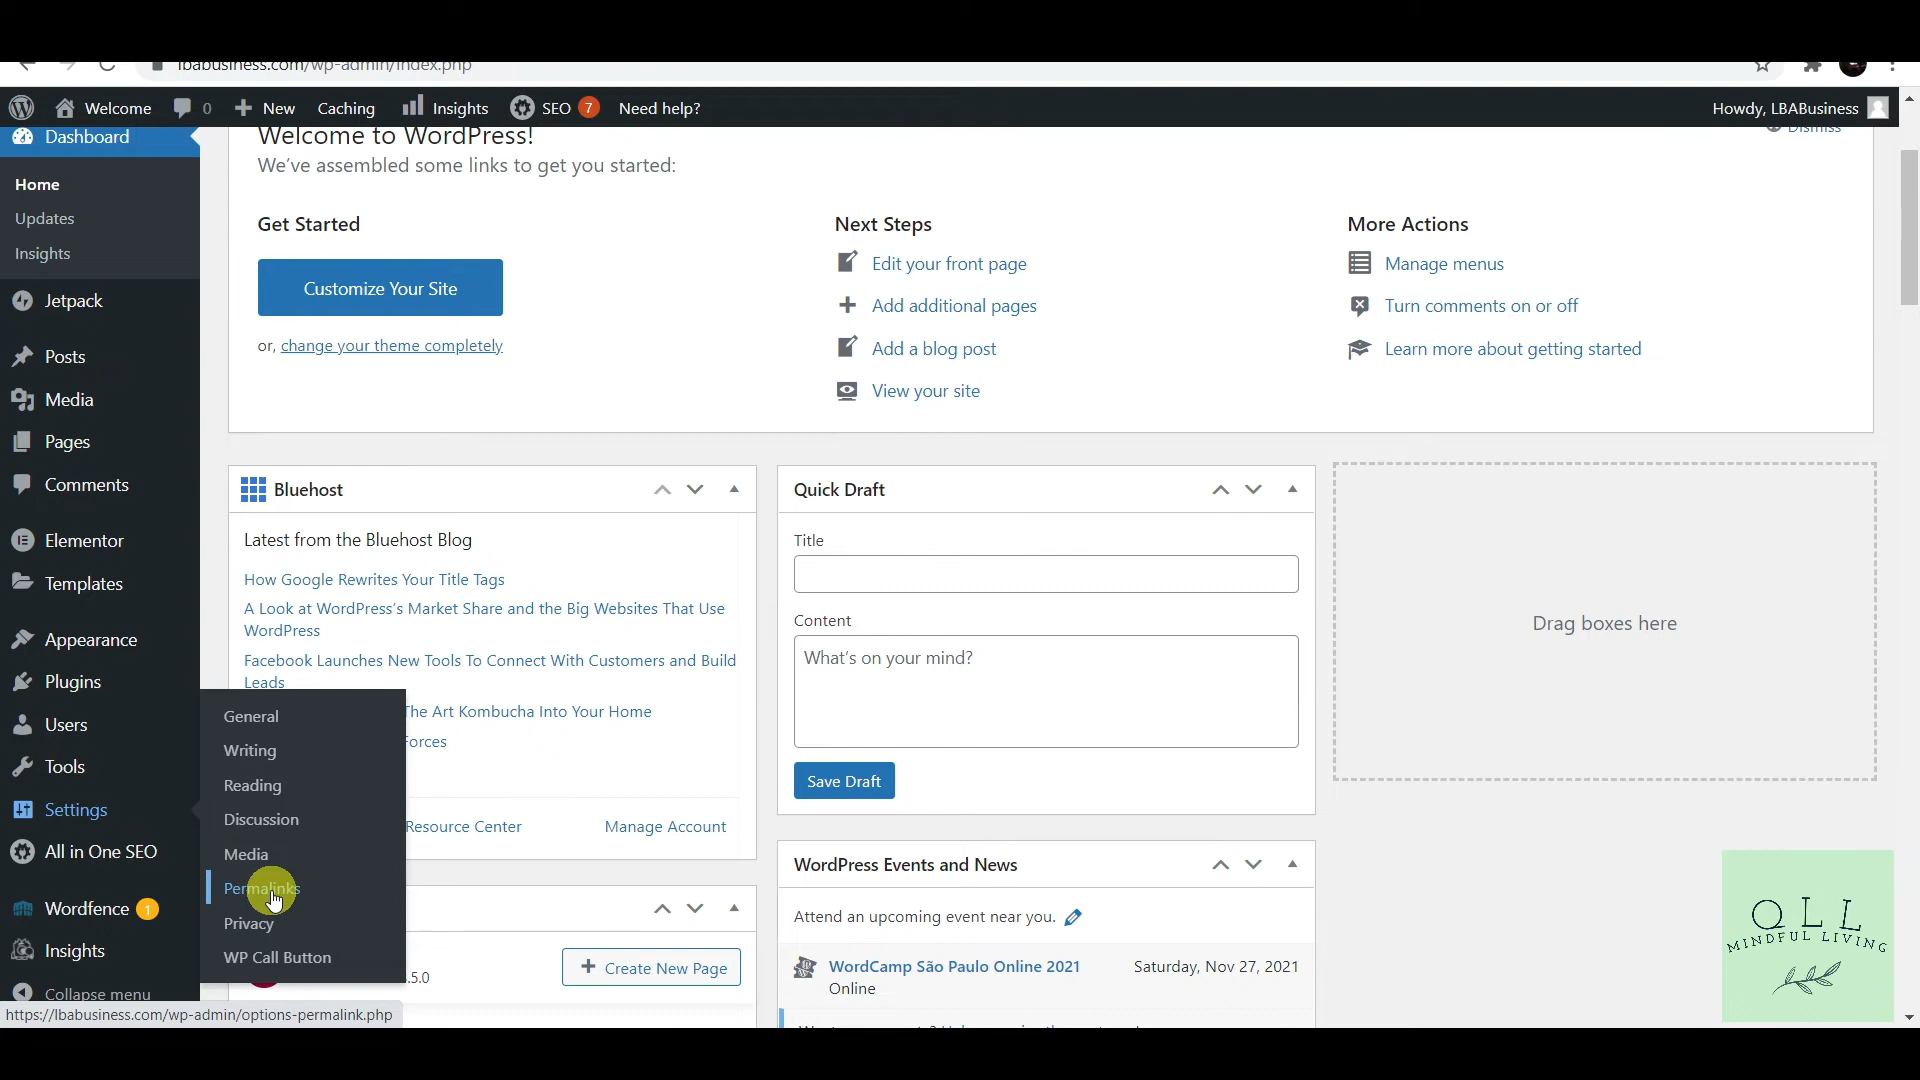 lbabusiness.com/wp-admin/index.php
Welcome 0 New Caching Insights SEO 7 Need help? Howdy, LBABusiness
Dashboard
Home
Updates
Insights
Jetpack
Posts
Media
Pages
Comments
Elementor
Templates
Appearance
Plugins
Users
Tools
Settings
All in One SEO
Wordfence 1
Insights
Collapse menu
General
Writing
Reading
Discussion
Media
Permalinks
Privacy
WP Call Button
Welcome to WordPress!
Dismiss
We've assembled some links to get you started:
Get Started
Customize Your Site
or, change your theme completely
Next Steps
Edit your front page
Add additional pages
Add a blog post
View your site
More Actions
Manage menus
Turn comments on or off
Learn more about getting started
Bluehost
Latest from the Bluehost Blog
How Google Rewrites Your Title Tags
A Look at WordPress's Market Share and the Big Websites That Use
WordPress
Facebook Launches New Tools To Connect With Customers and Build
Leads
The Art Kombucha Into Your Home
Forces
Resource Center
Manage Account
.5.0
Create New Page
Quick Draft
Title
Content
What's on your mind?
Save Draft
WordPress Events and News
Attend an upcoming event near you.
WordCamp São Paulo Online 2021 Saturday, Nov 27, 2021
Online
Drag boxes here
QLL
MINDFUL LIVING
https://lbabusiness.com/wp-admin/options-permalink.php